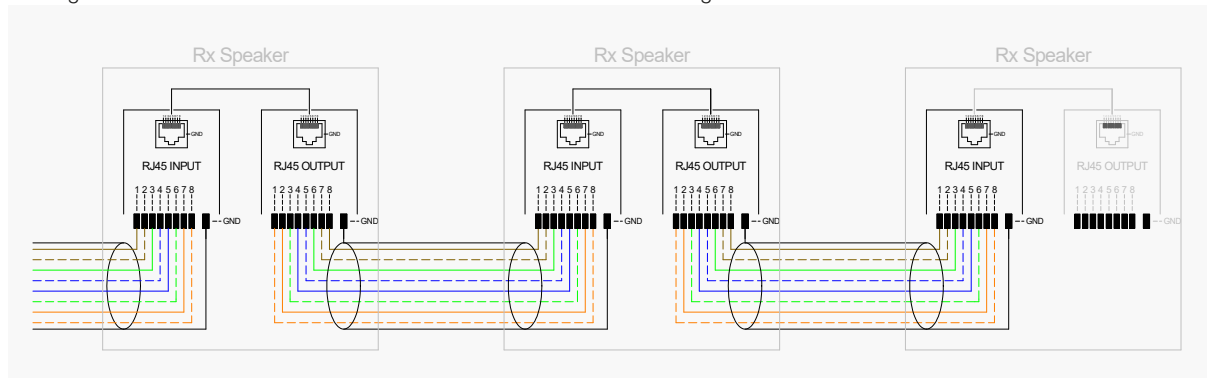 Rx Speaker
Rx Speaker
Rx Speaker
GND
GND
GND
GND
GND
GND
RJ45 INPUT
RJ45 OUTPUT
RJ45 INPUT
RJ45 OUTPUT
RJ45 INPUT
RJ45 OUTPUT
1 2 3 4 5 6 7 8
1 2 3 4 5 6 7 8
1 2 3 4 5 6 7 8
1 2 3 4 5 6 7 8
1 2 3 4 5 6 7 8
1 2 3 4 5 6 7 8
GND
GND
GND
GND
GND
GND